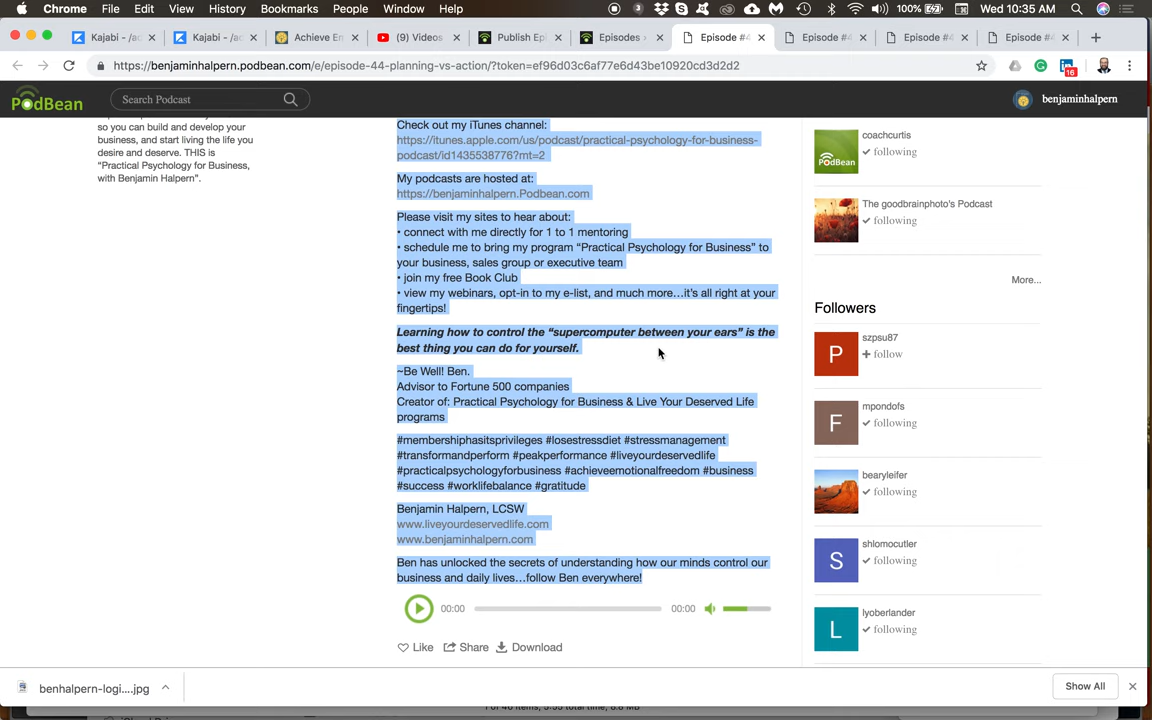 Chrome File Edit View History Bookmarks People Window Help 3 100% Wed 10:35 AM
Kajabi - /ac × Kajabi - /ac × Achieve Em × (9) Videos × Publish Epi × Episodes > × Episode #4 × Episode #4 × Episode #4 × Episode #4 × +
https://benjaminhalpern.podbean.com/e/episode-44-planning-vs-action/?token=ef96d03c6af77e6d43be10920cd3d2d2 16
PodBean Search Podcast benjaminhalpern
so you can build and develop your
business, and start living the life you
desire and deserve. THIS is
“Practical Psychology for Business,
with Benjamin Halpern”.
Check out my iTunes channel:
https://itunes.apple.com/us/podcast/practical-psychology-for-business-
podcast/id1435538776?mt=2
My podcasts are hosted at:
https://benjaminhalpern.Podbean.com
Please visit my sites to hear about:
• connect with me directly for 1 to 1 mentoring
• schedule me to bring my program “Practical Psychology for Business” to
your business, sales group or executive team
• join my free Book Club
• view my webinars, opt-in to my e-list, and much more…it’s all right at your
fingertips!
Learning how to control the “supercomputer between your ears” is the
best thing you can do for yourself.
~Be Well! Ben.
Advisor to Fortune 500 companies
Creator of: Practical Psychology for Business & Live Your Deserved Life
programs
#membershiphasitsprivileges #losestressdiet #stressmanagement
#transformandperform #peakperformance #liveyourdeservedlife
#practicalpsychologyforbusiness #achieveemotionalfreedom #business
#success #worklifebalance #gratitude
Benjamin Halpern, LCSW
www.liveyourdeservedlife.com
www.benjaminhalpern.com
Ben has unlocked the secrets of understanding how our minds control our
business and daily lives…follow Ben everywhere!
00:00 00:00
Like Share Download
PodBean
coachcurtis
following
The goodbrainphoto's Podcast
following
More...
Followers
P
szpsu87
follow
F
mpondofs
following
bearyleifer
following
S
shlomocutler
following
L
lyoberlander
following
benhalpern-logi....jpg
Show All